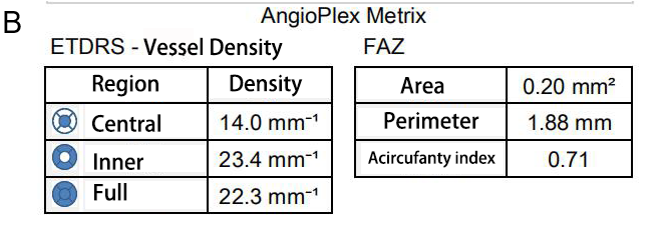 B
AngioPlex Metrix
ETDRS - Vessel Density
Region Density
Central 14.0 mm⁻¹
Inner 23.4 mm⁻¹
Full 22.3 mm⁻¹
FAZ
Area 0.20 mm²
Perimeter 1.88 mm
Acircufanty index 0.71